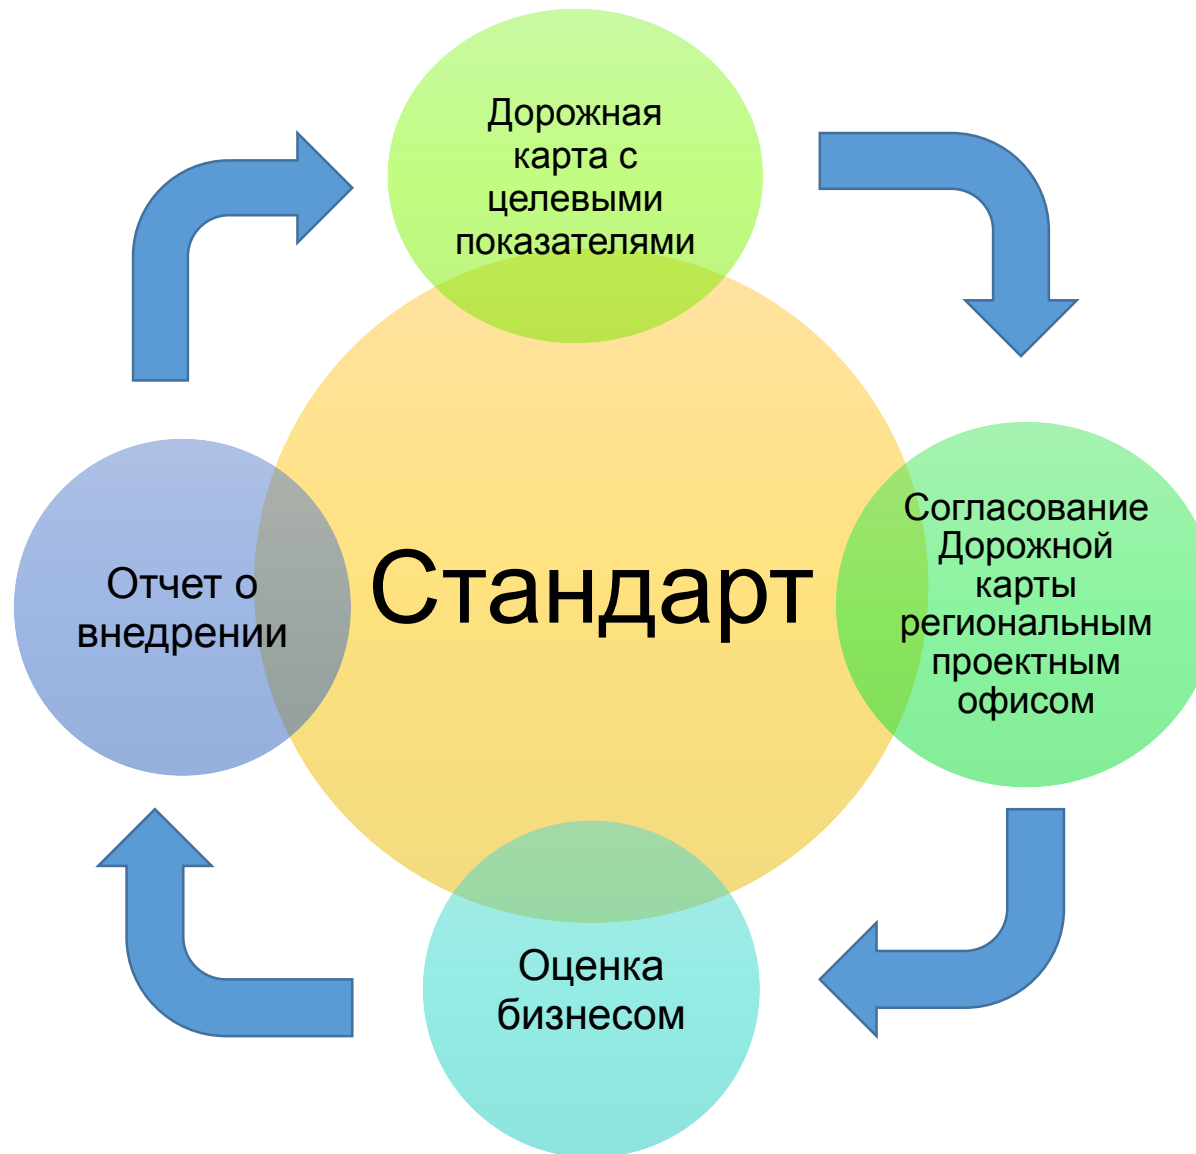 Дорожная
карта с
целевыми
показателями
Согласование
Дорожной
карты
региональным
проектным
офисом
Стандарт
Отчет о
внедрении
Оценка
бизнесом